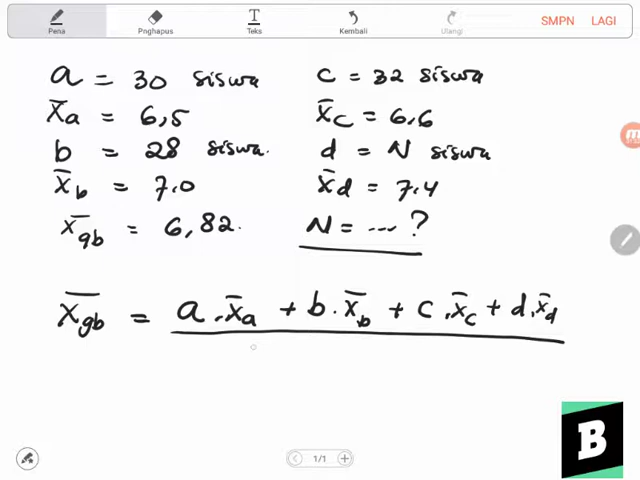 Pena Penghapus Teks Kembali Ulangi SMPN LAGI
a = 30 siswa
x̄a = 6,5
b = 28 siswa.
x̄b = 7,0
x̄gb = 6,82.
c = 32 siswa
x̄c = 6,6
d = N siswa
x̄d = 7,4
N = ... ?
x̄gb = a . x̄a + b . x̄b + c . x̄c + d . x̄d
1/1
B